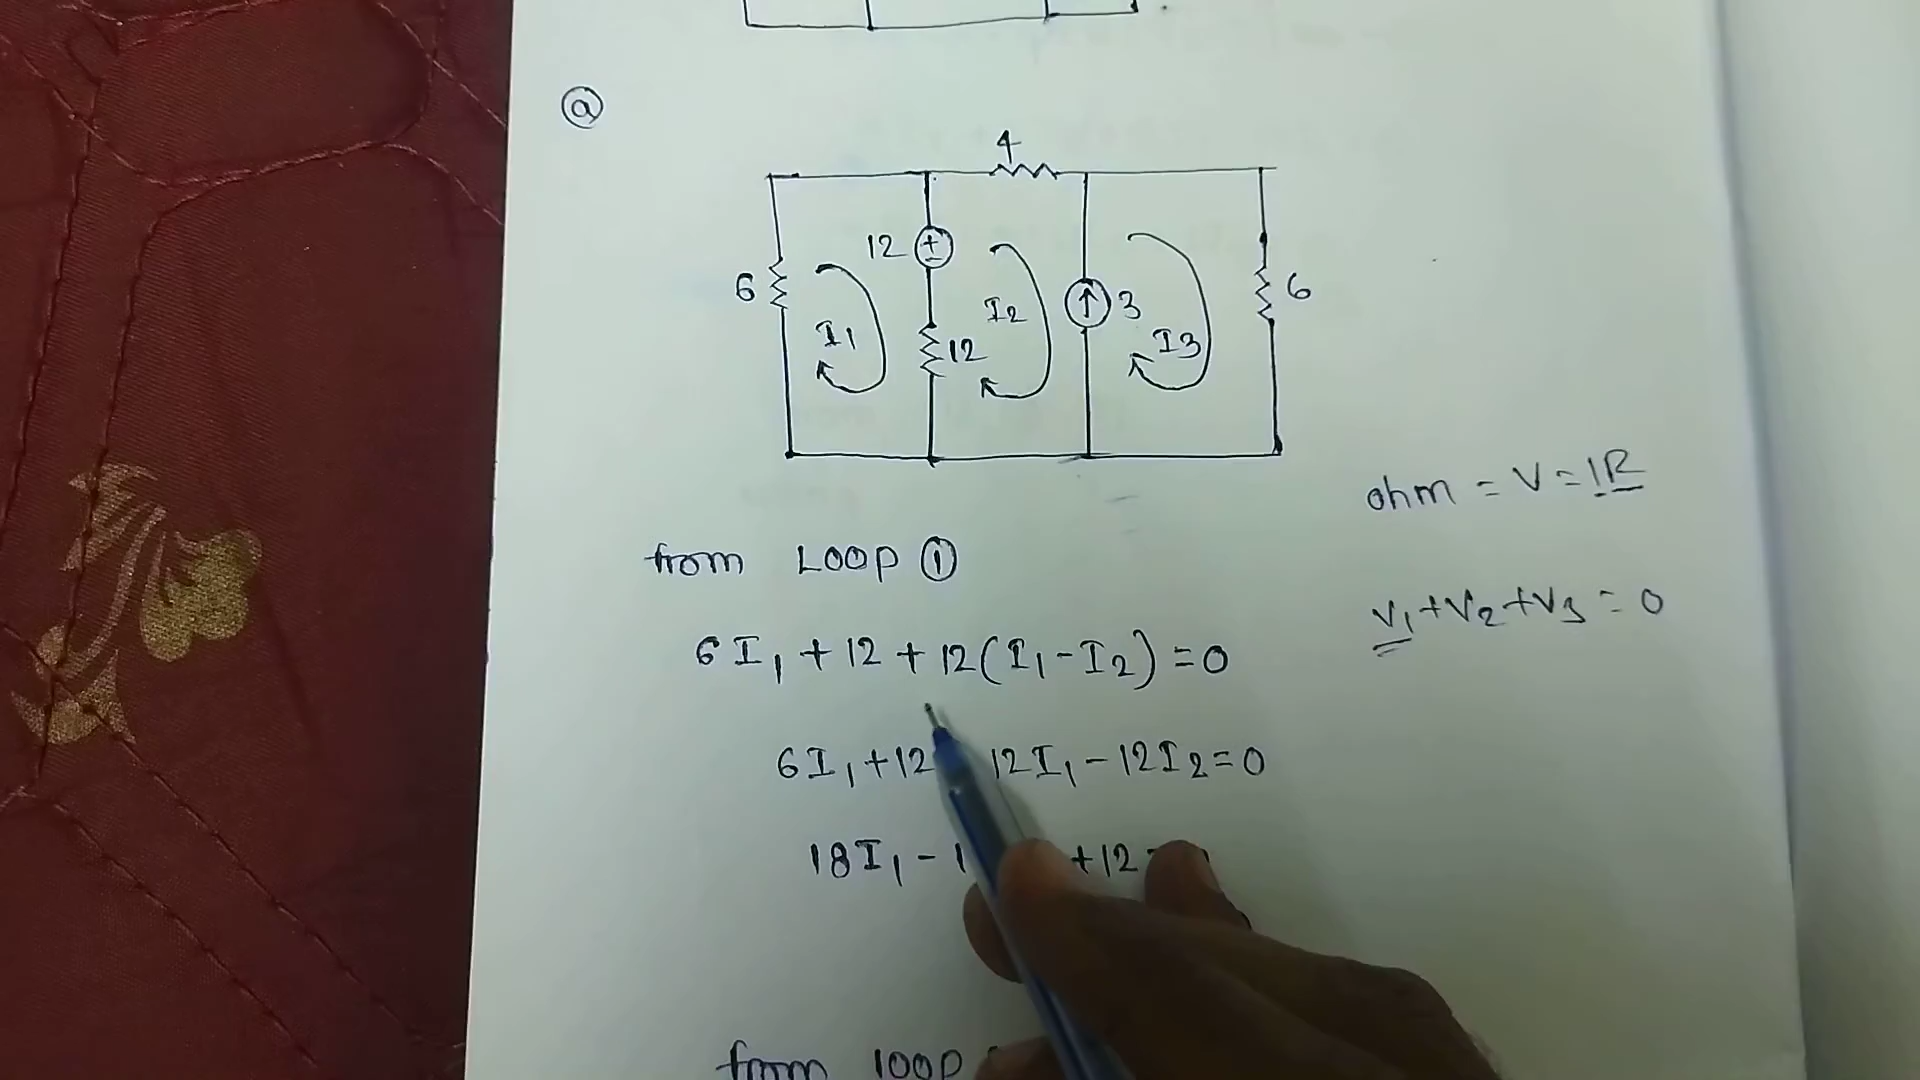 a
4
12 + -
6
I1
12
I2
3
I3
6
ohm = V = IR
from LOOP ①
V1+V2+V3 = 0
6I1 + 12 + 12(I1-I2) = 0
6I1+12 12I1-12I2=0
18I1- +12
from loop